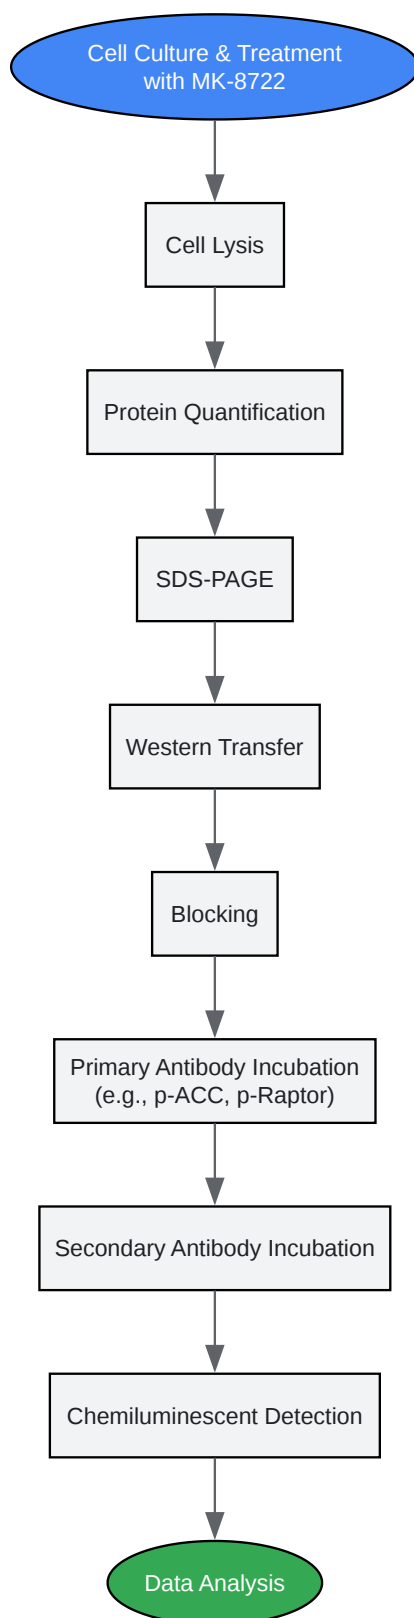 Cell Culture & Treatment
with MK-8722
Cell Lysis
Protein Quantification
SDS-PAGE
Western Transfer
Blocking
Primary Antibody Incubation
(e.g., p-ACC, p-Raptor)
Secondary Antibody Incubation
Chemiluminescent Detection
Data Analysis